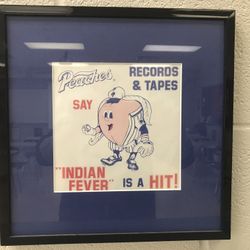 Peaches
RECORDS
& TAPES
SAY
"INDIAN
FEVER" IS A HIT!